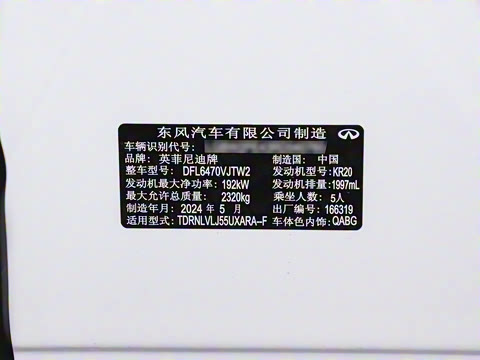 东风汽车有限公司制造
车辆识别代号：
品牌： 英菲尼迪牌 制造国： 中国
整车型号： DFL6470VJTW2 发动机型号： KR20
发动机最大净功率： 192kW 发动机排量： 1997mL
最大允许总质量： 2320kg 乘坐人数： 5人
制造年月： 2024 年 5 月 出厂编号： 166319
适用型式： TDRNLVLJ55UXARA-F 车体色内饰： QABG